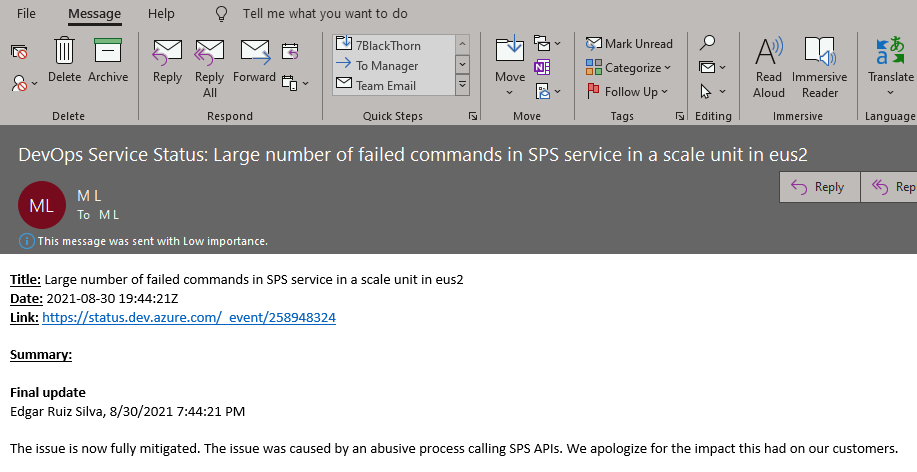 File Message Help Tell me what you want to do
Delete Archive
Reply Reply All Forward
7BlackThorn
To Manager
Team Email
Move
Mark Unread
Categorize
Follow Up
Read Aloud Immersive Reader
Translate
Delete Respond Quick Steps Move Tags Editing Immersive Language
DevOps Service Status: Large number of failed commands in SPS service in a scale unit in eus2
ML
M L
To M L
Reply Rep
This message was sent with Low importance.
Title: Large number of failed commands in SPS service in a scale unit in eus2
Date: 2021-08-30 19:44:21Z
Link: https://status.dev.azure.com/_event/258948324
Summary:
Final update
Edgar Ruiz Silva, 8/30/2021 7:44:21 PM
The issue is now fully mitigated. The issue was caused by an abusive process calling SPS APIs. We apologize for the impact this had on our customers.